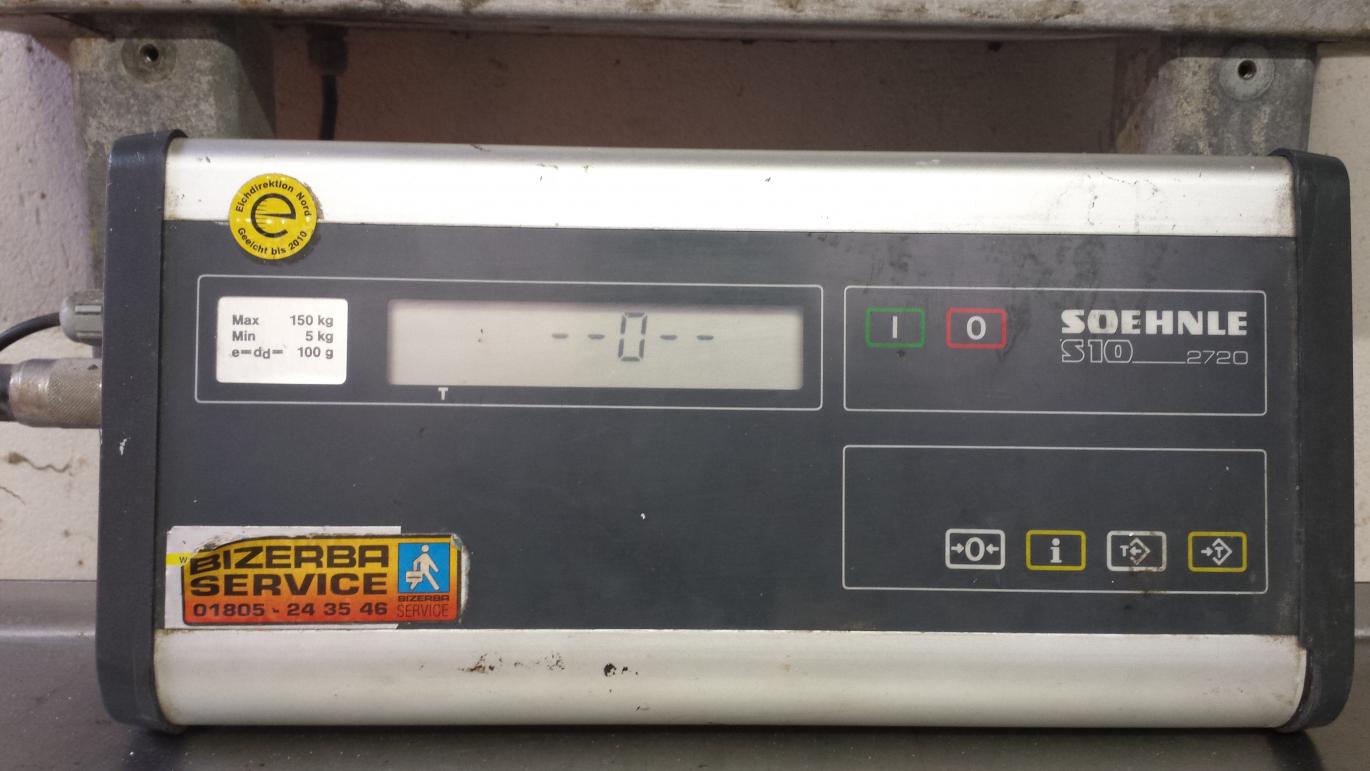 Eichdirektion Nord
e
Geeicht bis 2010
Max 150 kg
Min 5 kg
e=dd= 100 g
--0--
T
I
O
SOEHNLE
S10 2720
→0←
i
T←
→T
W
BIZERBA
SERVICE
01805 - 24 35 46
BIZERBA
SERVICE